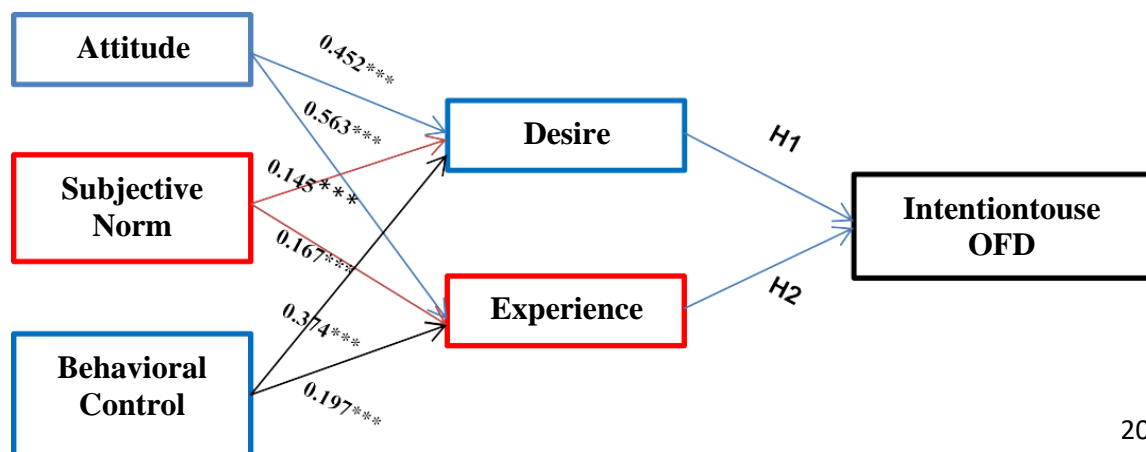 Attitude
0.452***
0.563***
Desire
H1
Subjective
Norm
0.145***
0.167***
Intentiontouse
OFD
Experience
H2
Behavioral
Control
0.374***
0.197***
20